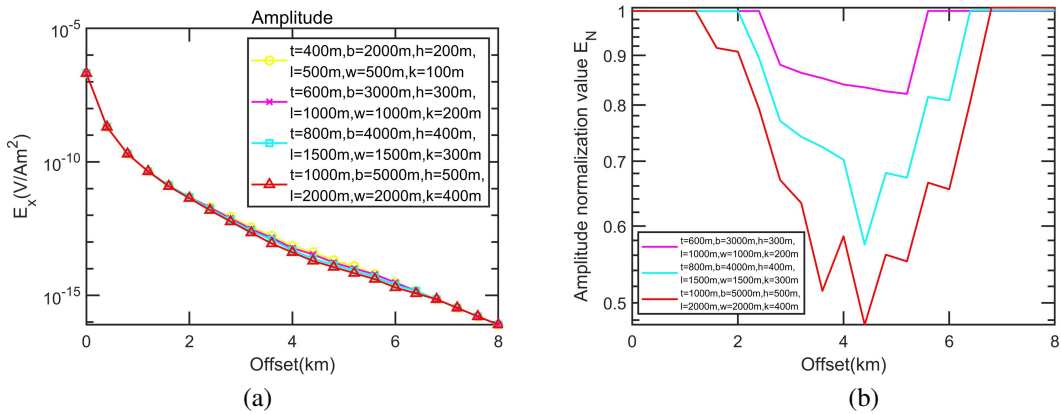 Amplitude
10^-5
10^-10
10^-15
E_x(V/Am^2)
t=400m,b=2000m,h=200m,
l=500m,w=500m,k=100m
t=600m,b=3000m,h=300m,
l=1000m,w=1000m,k=200m
t=800m,b=4000m,h=400m,
l=1500m,w=1500m,k=300m
t=1000m,b=5000m,h=500m,
l=2000m,w=2000m,k=400m
0 2 4 6 8
Offset(km)
(a)
1
0.9
0.8
0.7
0.6
0.5
Amplitude normalization value E_N
t=600m,b=3000m,h=300m,
l=1000m,w=1000m,k=200m
t=800m,b=4000m,h=400m,
l=1500m,w=1500m,k=300m
t=1000m,b=5000m,h=500m,
l=2000m,w=2000m,k=400m
0 2 4 6 8
Offset(km)
(b)